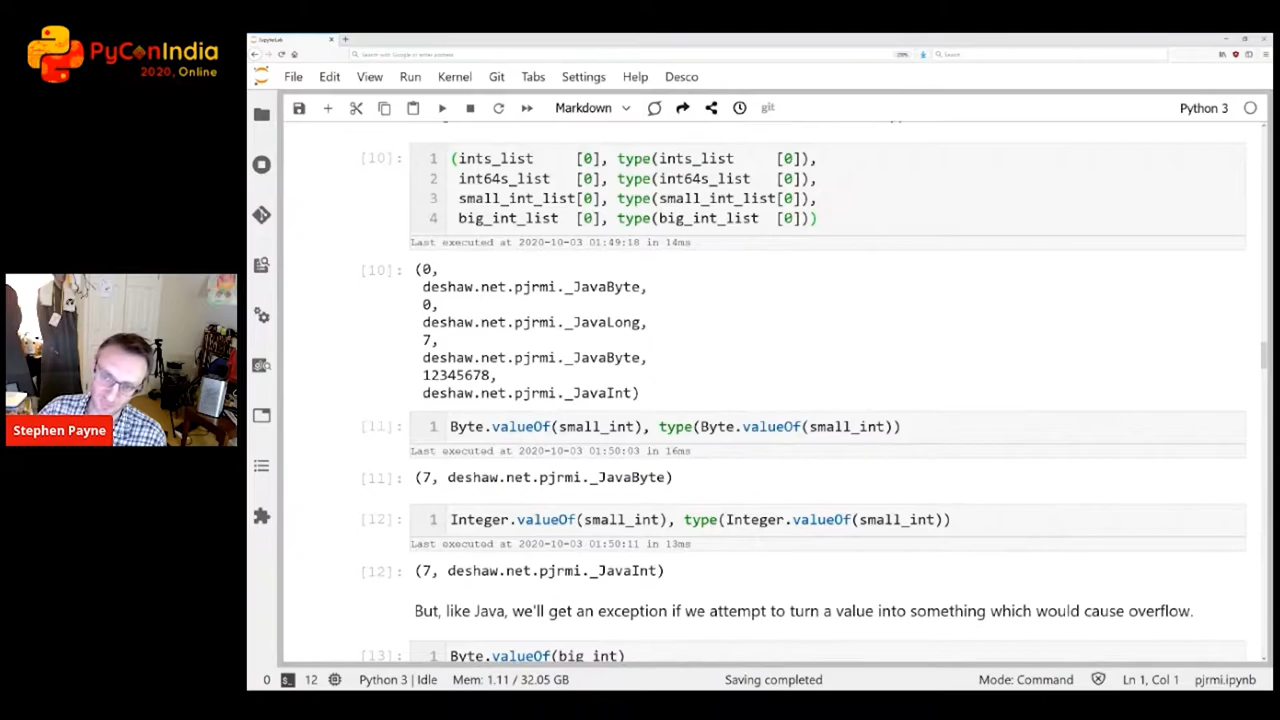 PyConIndia
2020, Online
Stephen Payne
JupyterLab
Search with Google or enter address
Search
File Edit View Run Kernel Git Tabs Settings Help Desco
Markdown
git
Python 3
[10]:
1 (ints_list [0], type(ints_list [0]),
2 int64s_list [0], type(int64s_list [0]),
3 small_int_list[0], type(small_int_list[0]),
4 big_int_list [0], type(big_int_list [0]))
Last executed at 2020-10-03 01:49:18 in 14ms
[10]: (0,
deshaw.net.pjrmi._JavaByte,
0,
deshaw.net.pjrmi._JavaLong,
7,
deshaw.net.pjrmi._JavaByte,
12345678,
deshaw.net.pjrmi._JavaInt)
[11]: 1 Byte.valueOf(small_int), type(Byte.valueOf(small_int))
Last executed at 2020-10-03 01:50:03 in 16ms
[11]: (7, deshaw.net.pjrmi._JavaByte)
[12]: 1 Integer.valueOf(small_int), type(Integer.valueOf(small_int))
Last executed at 2020-10-03 01:50:11 in 13ms
[12]: (7, deshaw.net.pjrmi._JavaInt)
But, like Java, we'll get an exception if we attempt to turn a value into something which would cause overflow.
[13]: 1 Byte.valueOf(big_int)
0 12 Python 3 | Idle Mem: 1.11 / 32.05 GB Saving completed Mode: Command Ln 1, Col 1 pjrmi.ipynb